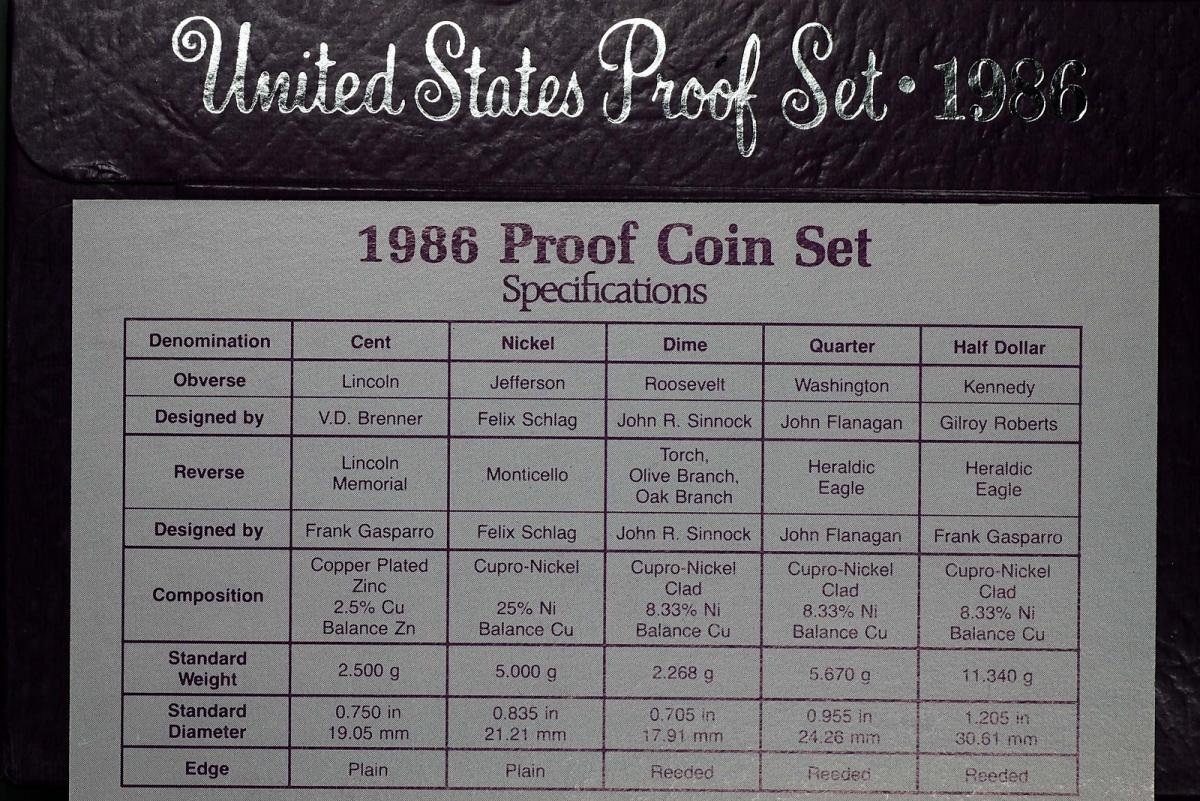 United States Proof Set • 1986
1986 Proof Coin Set
Specifications
Denomination Cent Nickel Dime Quarter Half Dollar
Obverse Lincoln Jefferson Roosevelt Washington Kennedy
Designed by V.D. Brenner Felix Schlag John R. Sinnock John Flanagan Gilroy Roberts
Reverse
Lincoln
Memorial
Monticello
Torch,
Olive Branch,
Oak Branch
Heraldic
Eagle
Heraldic
Eagle
Designed by Frank Gasparro Felix Schlag John R. Sinnock John Flanagan Frank Gasparro
Composition
Copper Plated
Zinc
2.5% Cu
Balance Zn
Cupro-Nickel
25% Ni
Balance Cu
Cupro-Nickel
Clad
8.33% Ni
Balance Cu
Cupro-Nickel
Clad
8.33% Ni
Balance Cu
Cupro-Nickel
Clad
8.33% Ni
Balance Cu
Standard
Weight
2.500 g 5.000 g 2.268 g 5.670 g 11.340 g
Standard
Diameter
0.750 in
19.05 mm
0.835 in
21.21 mm
0.705 in
17.91 mm
0.955 in
24.26 mm
1.205 in
30.61 mm
Edge Plain Plain Reeded Reeded Reeded